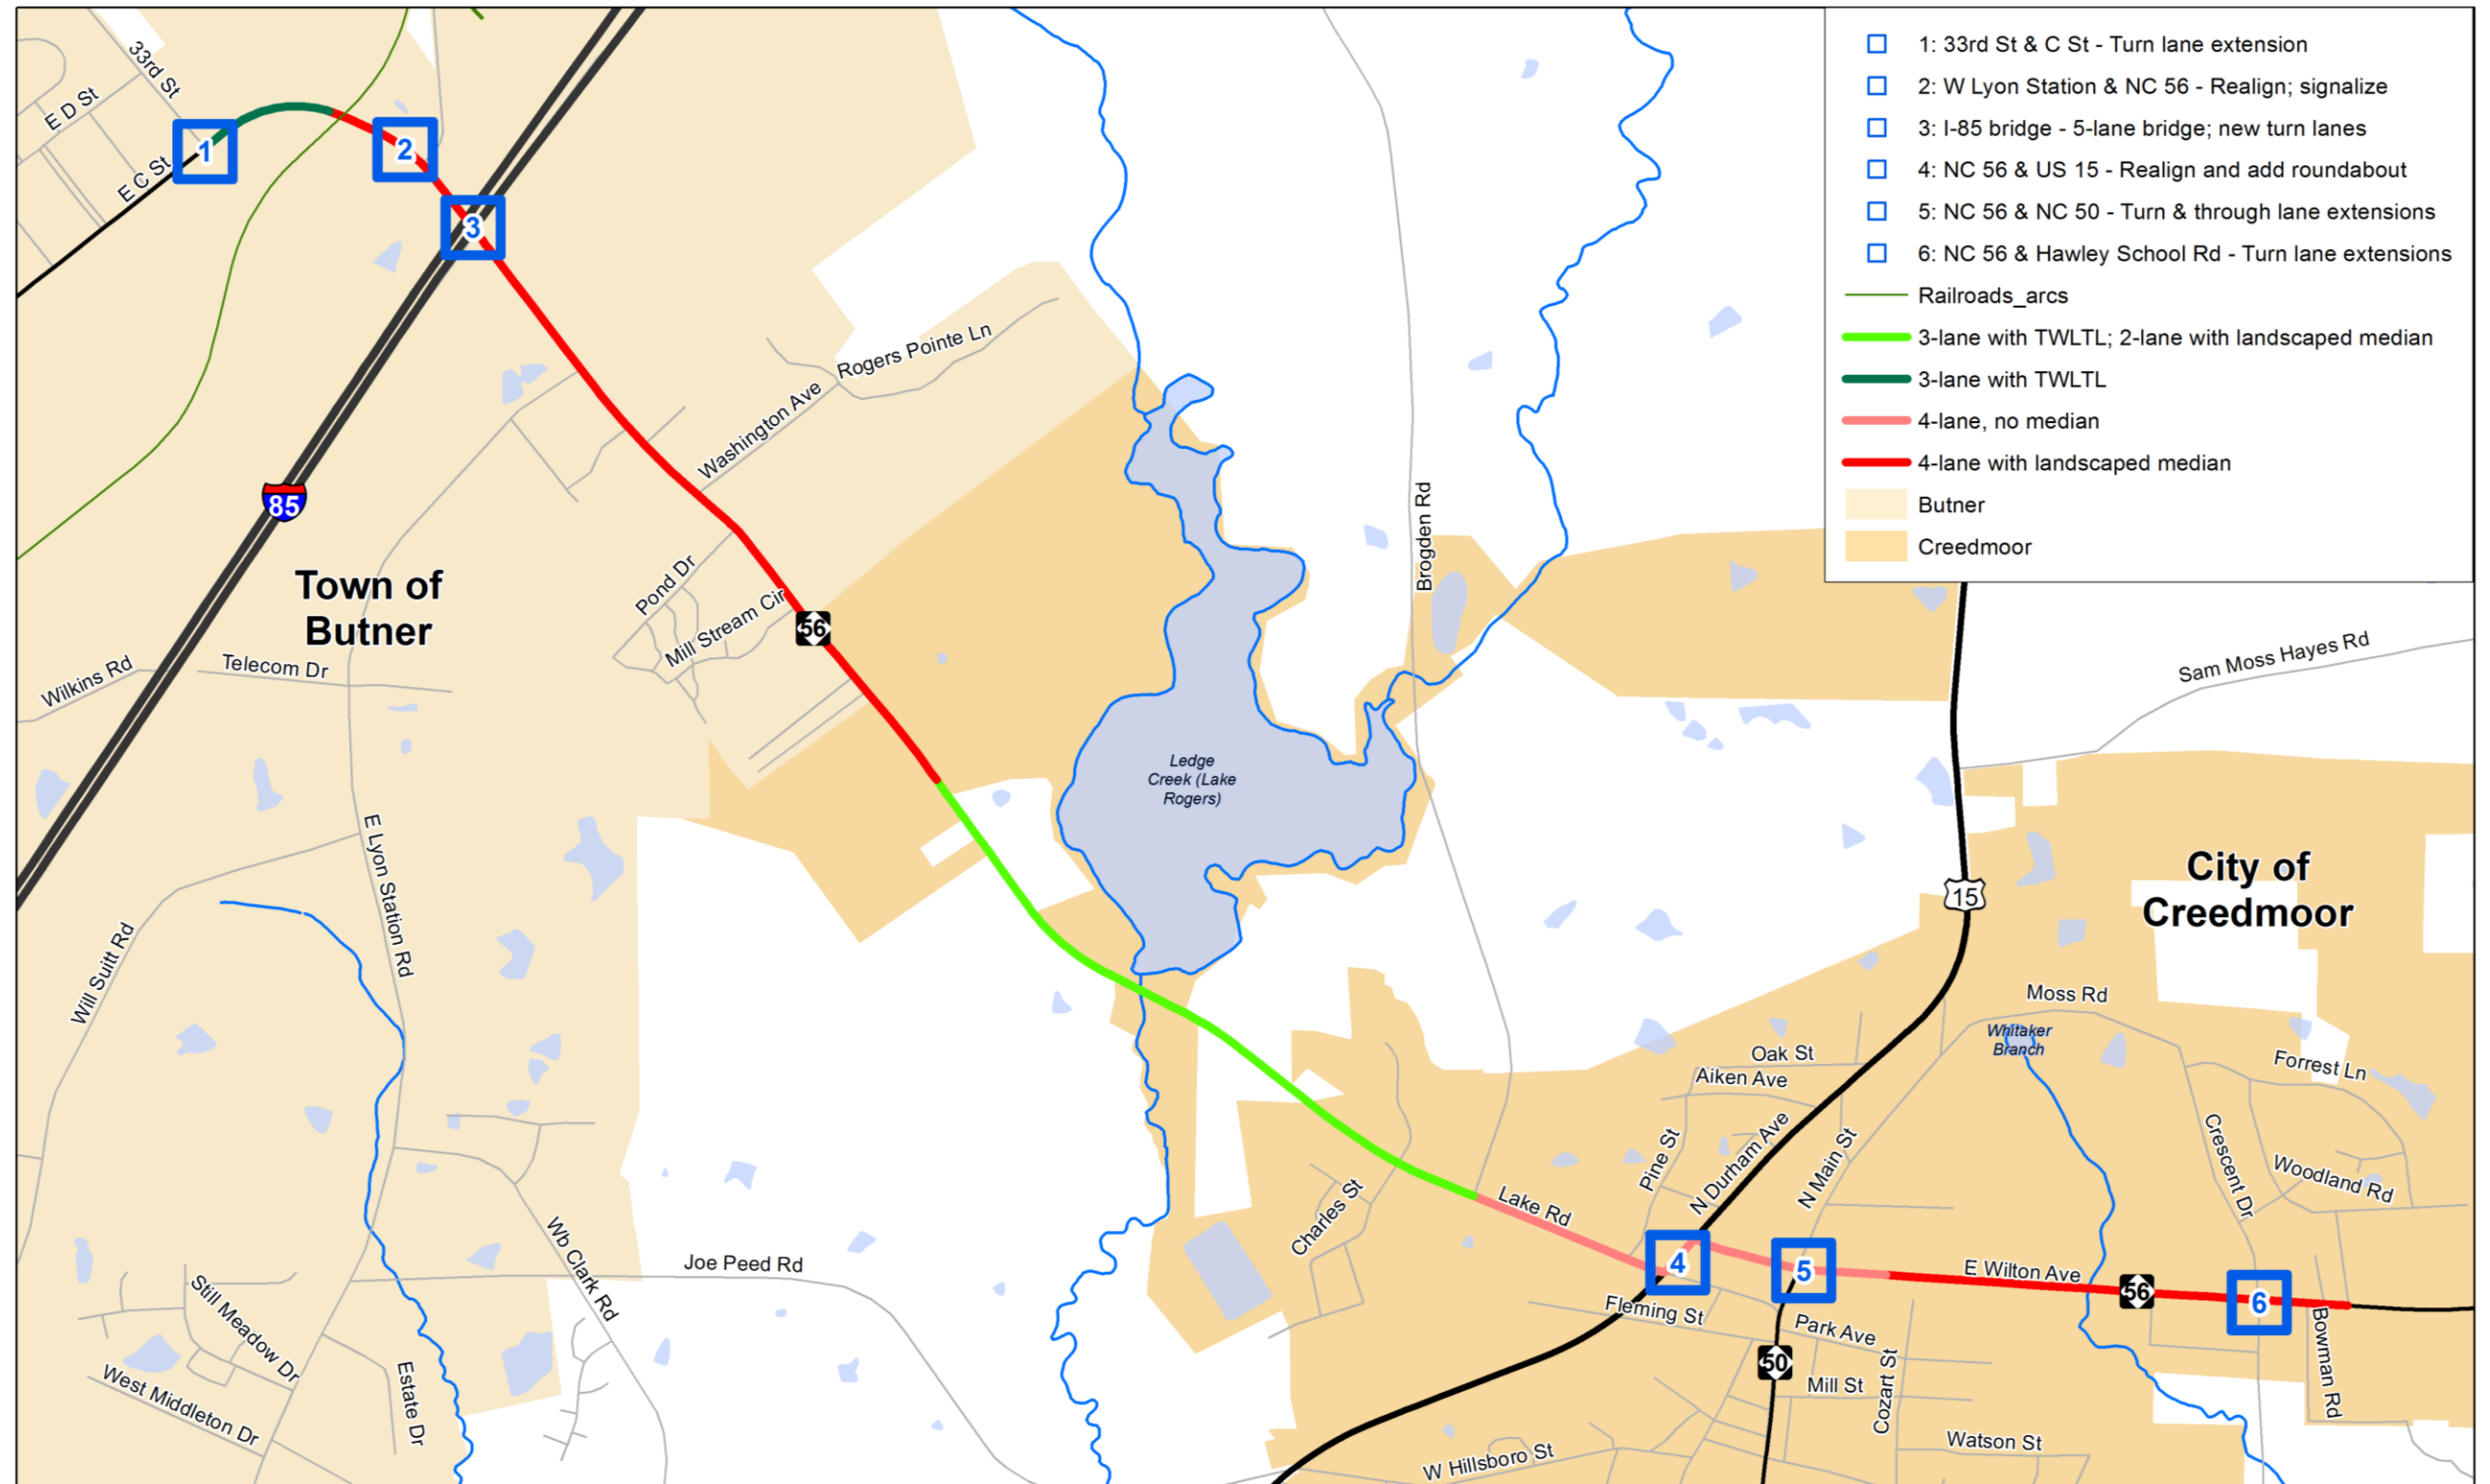 1: 33rd St & C St - Turn lane extension
2: W Lyon Station & NC 56 - Realign; signalize
3: I-85 bridge - 5-lane bridge; new turn lanes
4: NC 56 & US 15 - Realign and add roundabout
5: NC 56 & NC 50 - Turn & through lane extensions
6: NC 56 & Hawley School Rd - Turn lane extensions
Railroads_arcs
3-lane with TWLTL; 2-lane with landscaped median
3-lane with TWLTL
4-lane, no median
4-lane with landscaped median
Butner
Creedmoor
33rd St
E D St
E C St
1
2
3
85
Rogers Pointe Ln
Washington Ave
Pond Dr
Mill Stream Cir
56
Town of
Butner
Wilkins Rd
Telecom Dr
E Lyon Station Rd
Will Suitt Rd
Ledge
Creek (Lake
Rogers)
Brogden Rd
Sam Moss Hayes Rd
15
City of
Creedmoor
Moss Rd
Whitaker
Branch
Forrest Ln
Oak St
Aiken Ave
Pine St
N Durham Ave
N Main St
Crescent Dr
Woodland Rd
Charles St
Lake Rd
4
5
E Wilton Ave
56
6
Fleming St
Park Ave
50
Mill St
Cozart St
Bowman Rd
Watson St
W Hillsboro St
Joe Peed Rd
Wb Clark Rd
Still Meadow Dr
West Middleton Dr
Estate Dr